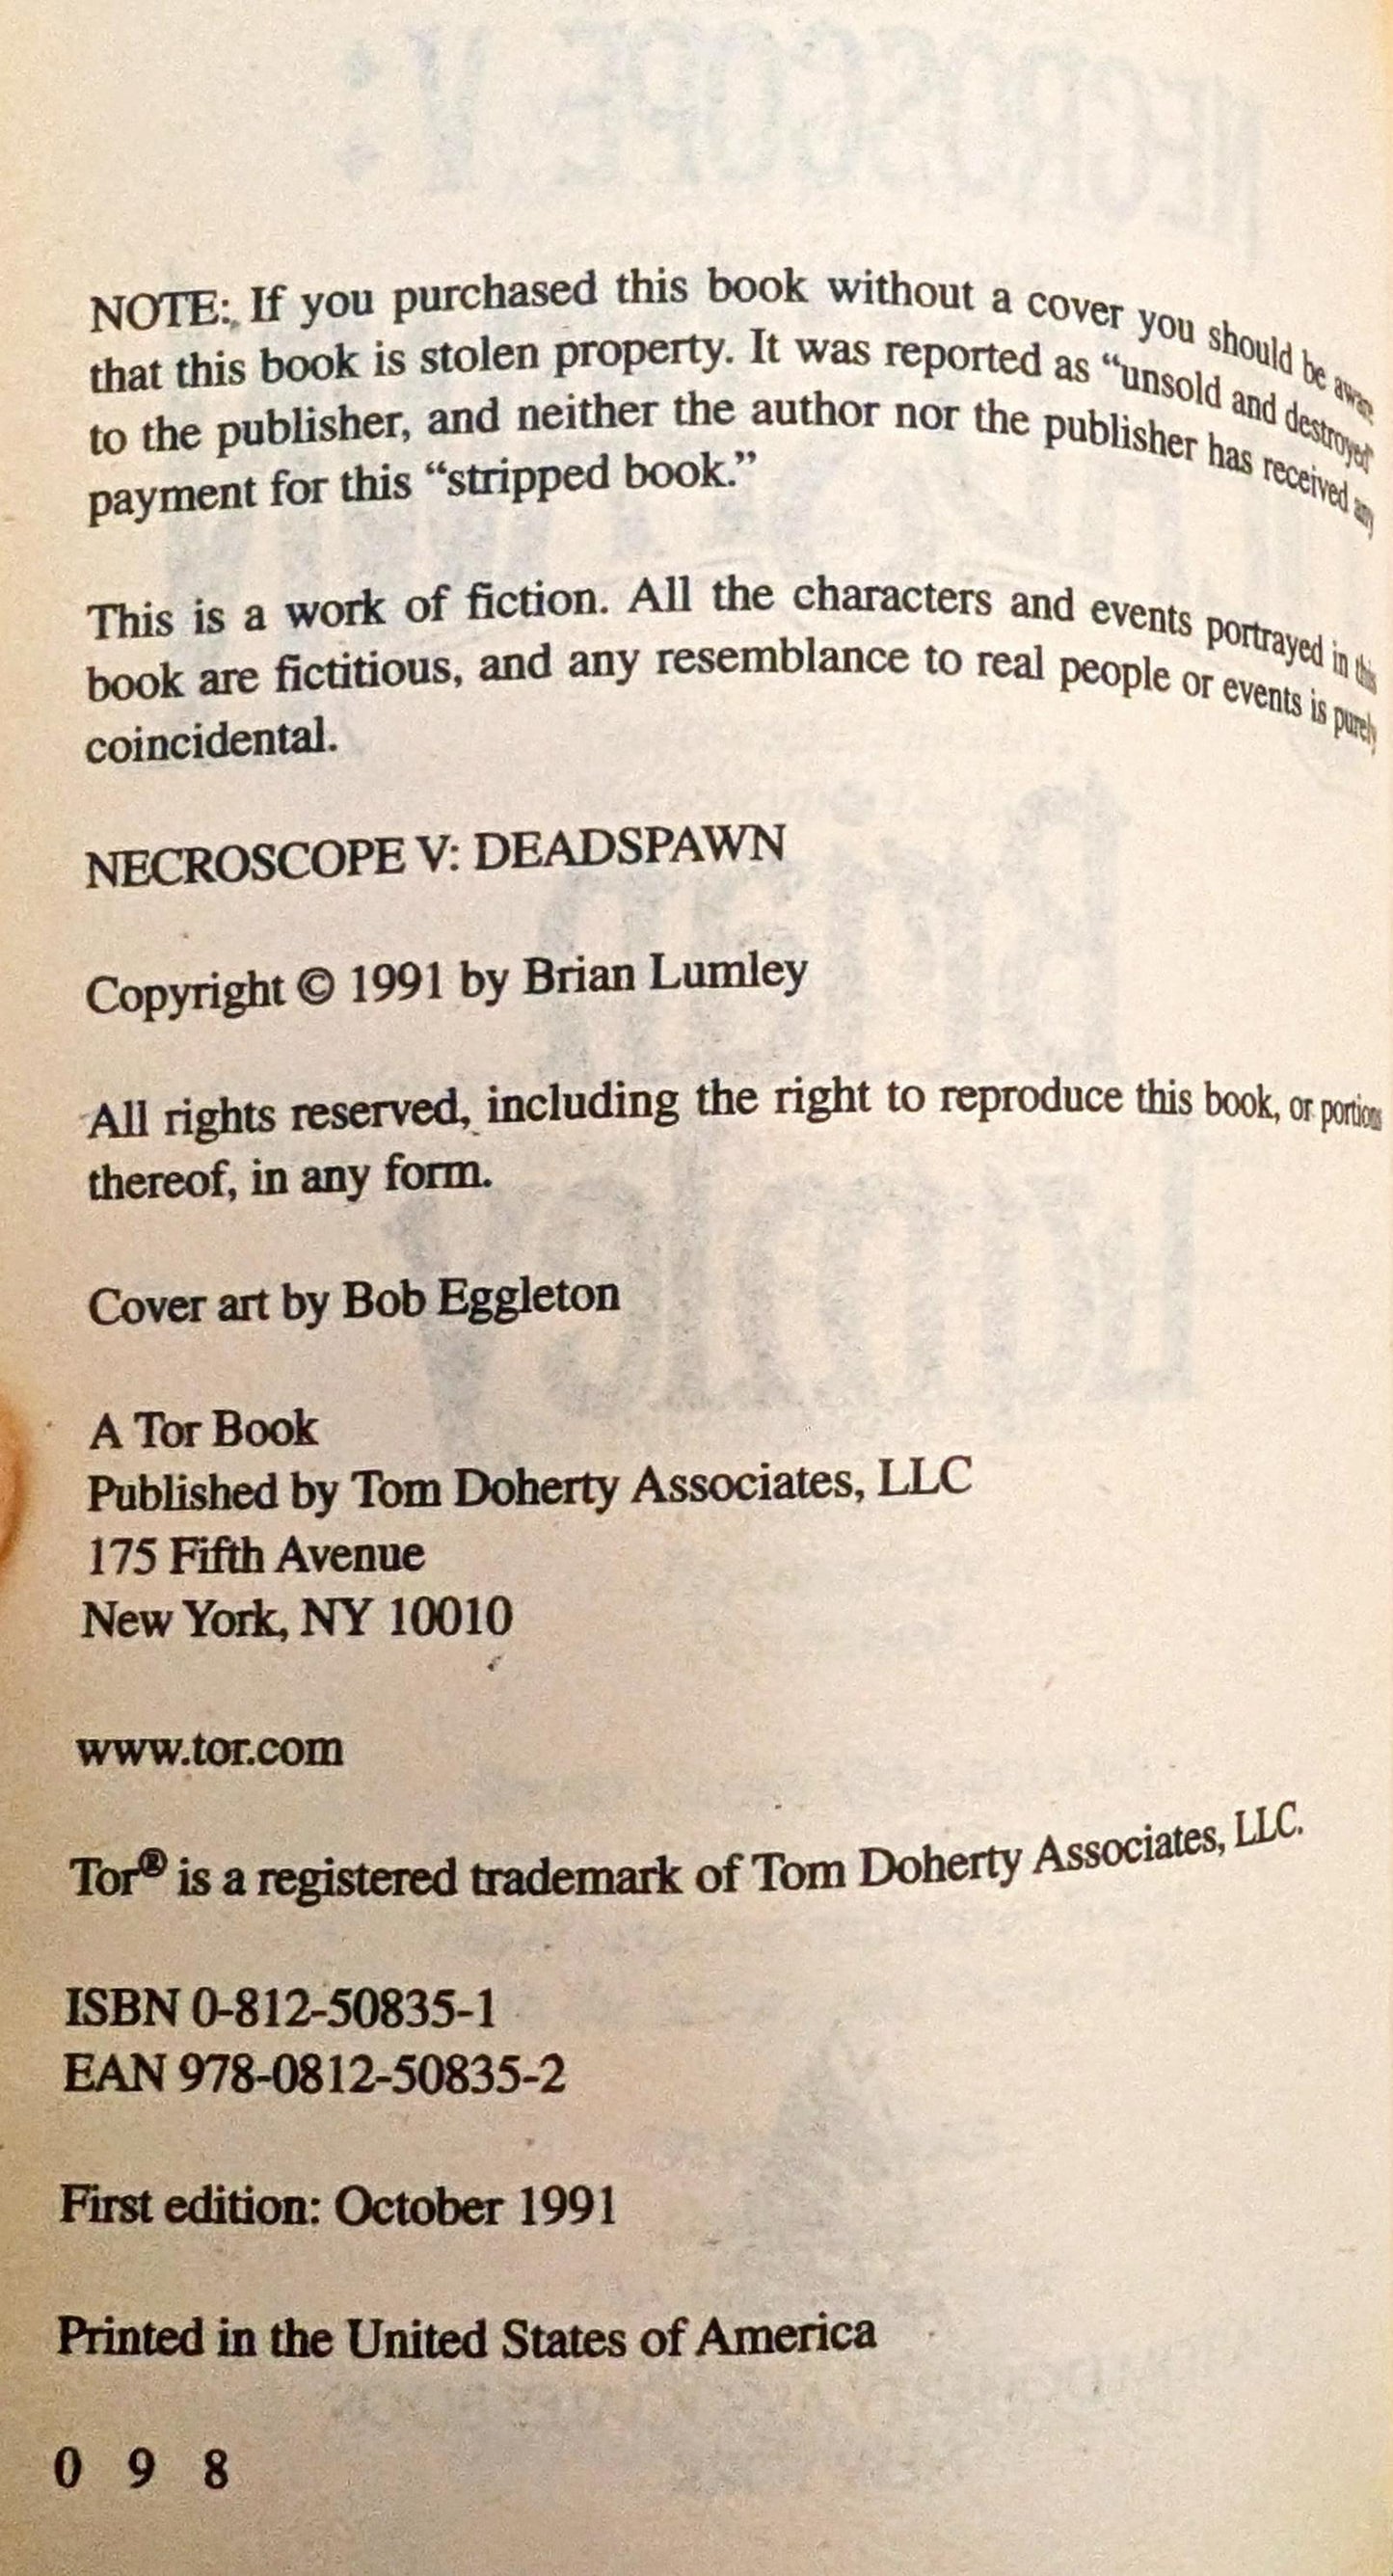 NOTE: If you purchased this book without a cover you should be aware
that this book is stolen property. It was reported as “unsold and destroyed”
to the publisher, and neither the author nor the publisher has received any
payment for this “stripped book.”
This is a work of fiction. All the characters and events portrayed in this
book are fictitious, and any resemblance to real people or events is purely
coincidental.
NECROSCOPE V: DEADSPAWN
Copyright © 1991 by Brian Lumley
All rights reserved, including the right to reproduce this book, or portions
thereof, in any form.
Cover art by Bob Eggleton
A Tor Book
Published by Tom Doherty Associates, LLC
175 Fifth Avenue
New York, NY 10010
www.tor.com
Tor® is a registered trademark of Tom Doherty Associates, LLC.
ISBN 0-812-50835-1
EAN 978-0812-50835-2
First edition: October 1991
Printed in the United States of America
0 9 8